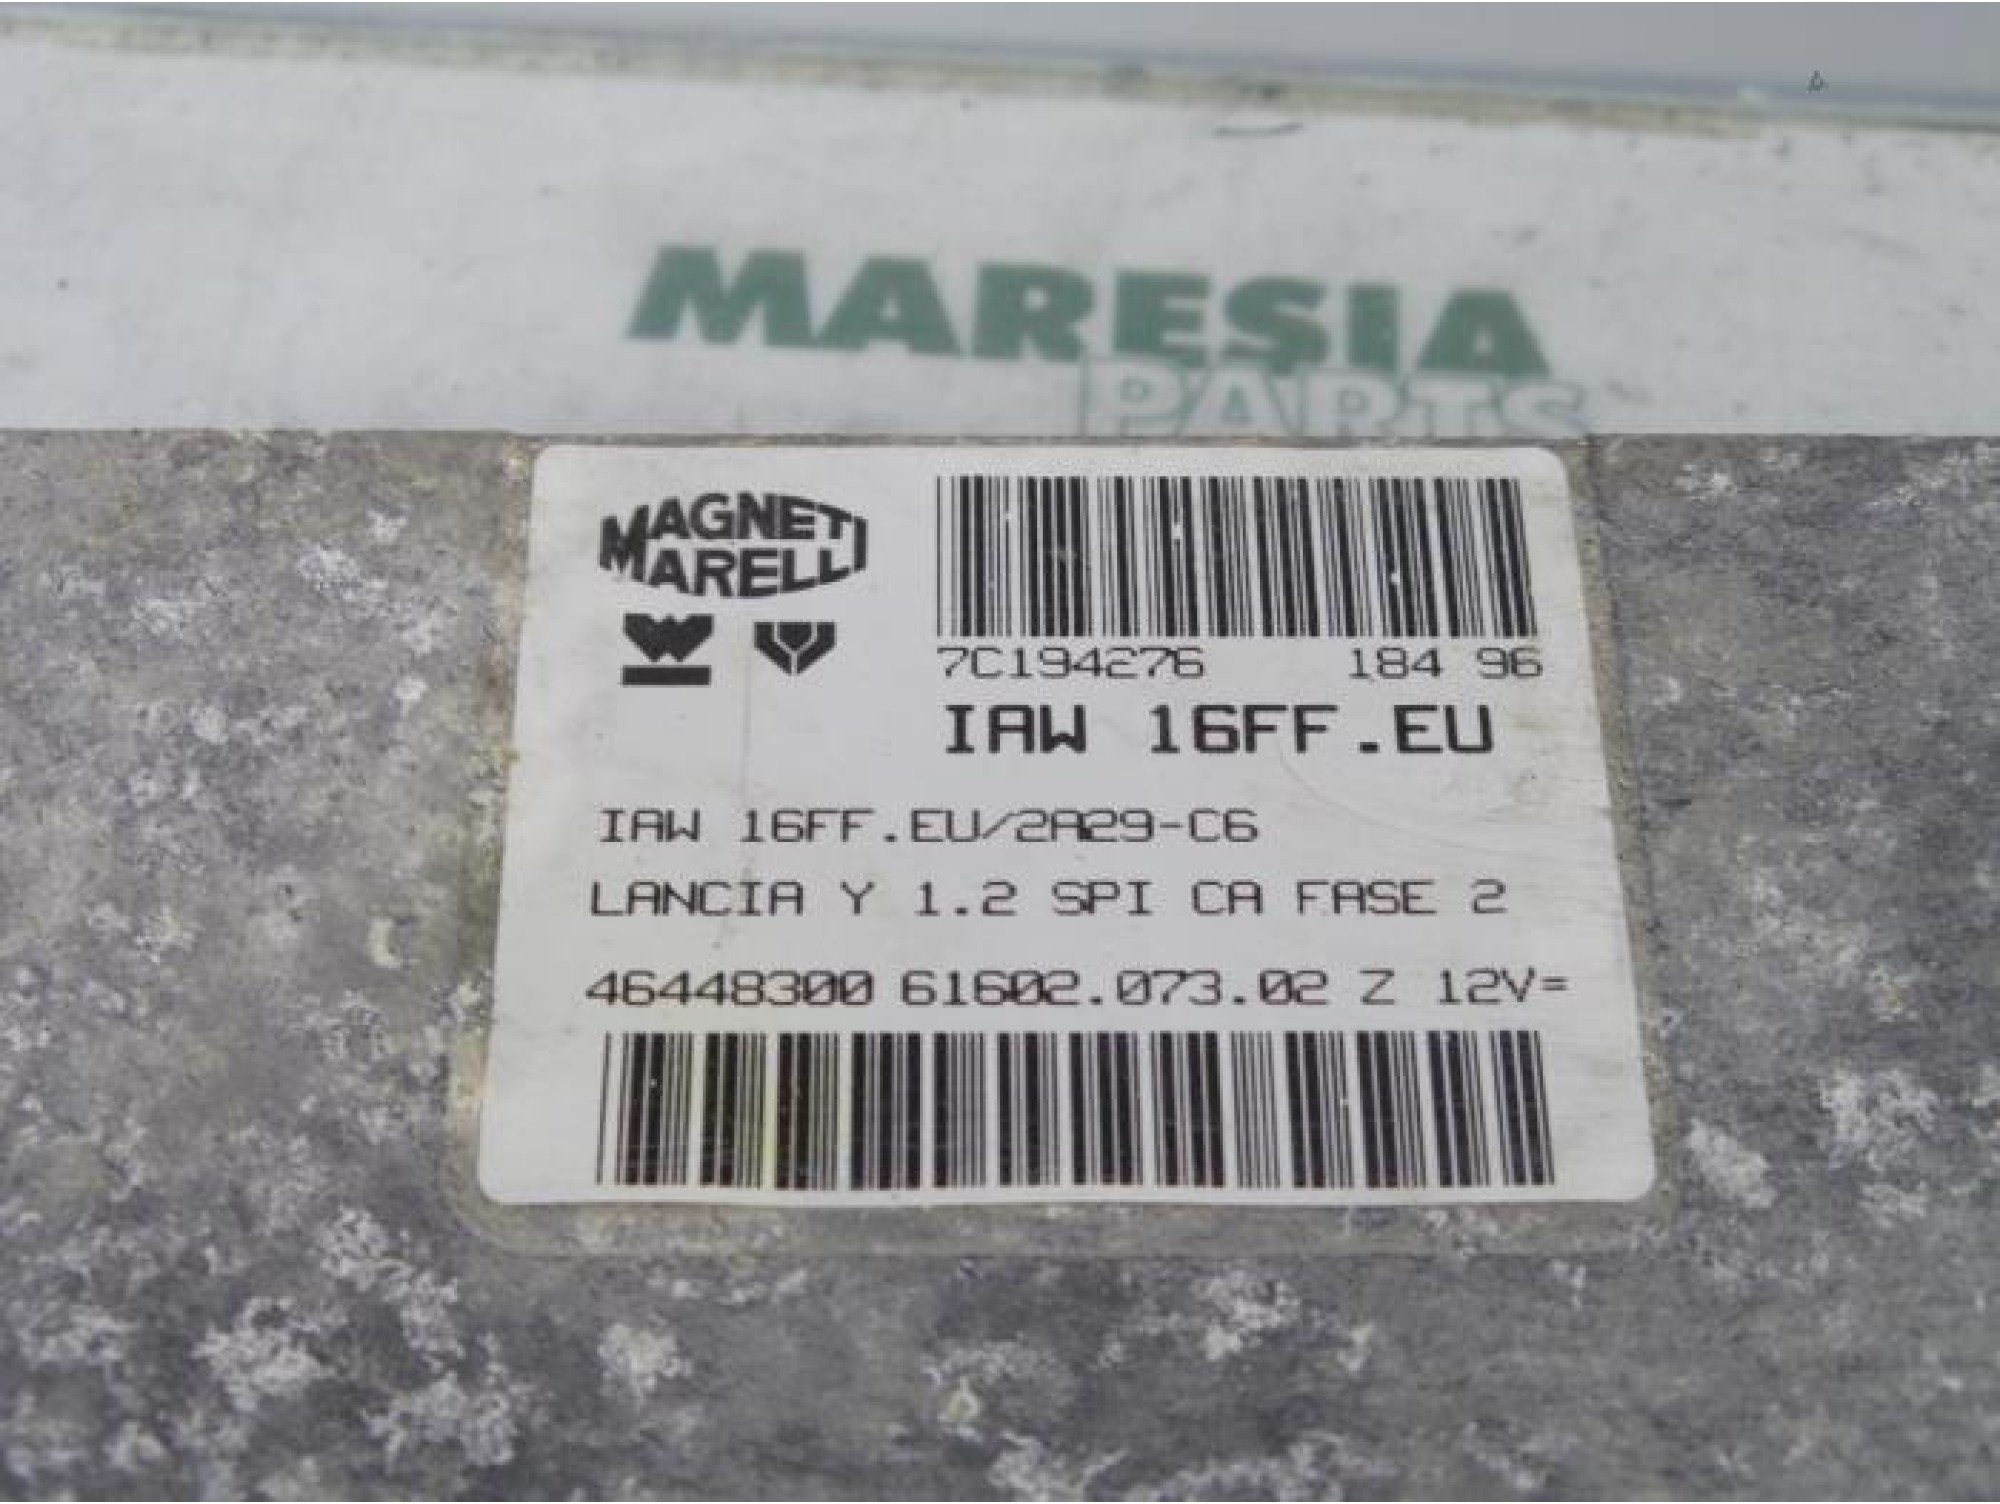 MARESIA
PARTS
MAGNETI
MARELLI
7C194276 184 96
IAW 16FF.EU
IAW 16FF.EU/2A29-C6
LANCIA Y 1.2 SPI CA FASE 2
46448300 61602.073.02 Z 12V=